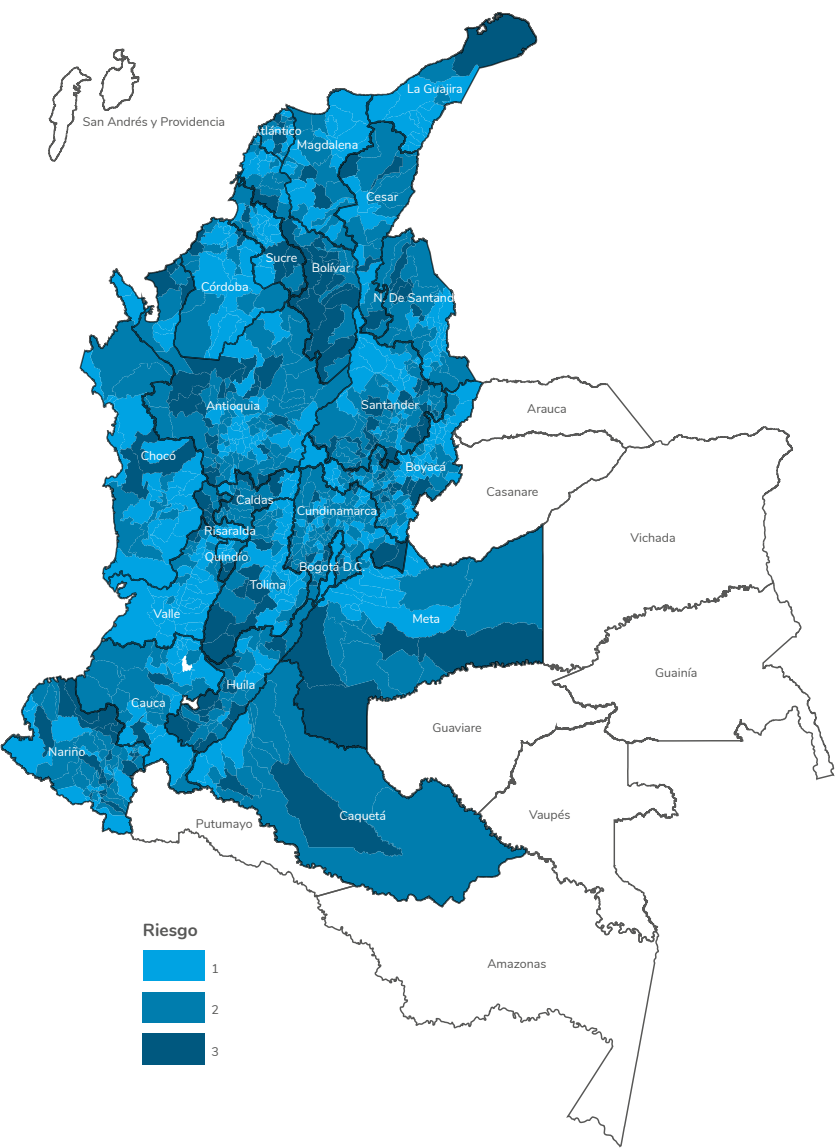 La Guajira
San Andrés y Providencia
Atlántico
Magdalena
Cesar
Sucre
Bolívar
Córdoba
N. De Santand
Antioquia
Santander
Arauca
Chocó
Boyacá
Casanare
Caldas
Cundinamarca
Risaralda
Vichada
Quindío
Bogotá D.C.
Tolima
Valle
Meta
Guainía
Huila
Cauca
Guaviare
Nariño
Caquetá
Vaupés
Putumayo
Riesgo
1
Amazonas
2
3